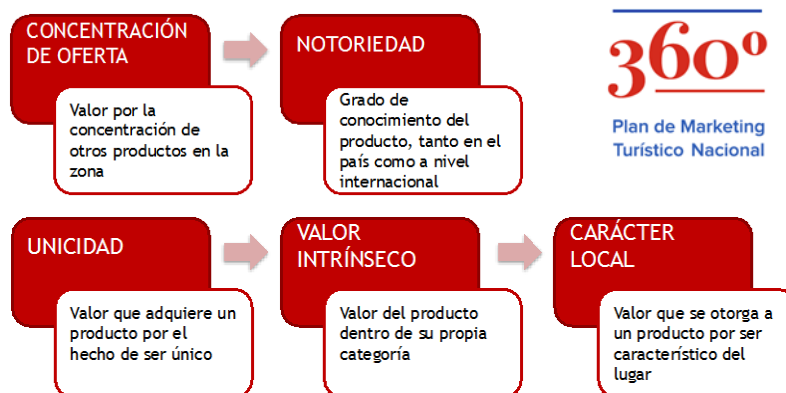 CONCENTRACIÓN
DE OFERTA
Valor por la
concentración de
otros productos en la
zona
NOTORIEDAD
Grado de
conocimiento del
producto, tanto en el
país como a nivel
internacional
360º
Plan de Marketing
Turístico Nacional
UNICIDAD
Valor que adquiere un
producto por el
hecho de ser único
VALOR
INTRÍNSECO
Valor del producto
dentro de su propia
categoría
CARÁCTER
LOCAL
Valor que se otorga a
un producto por ser
característico del
lugar